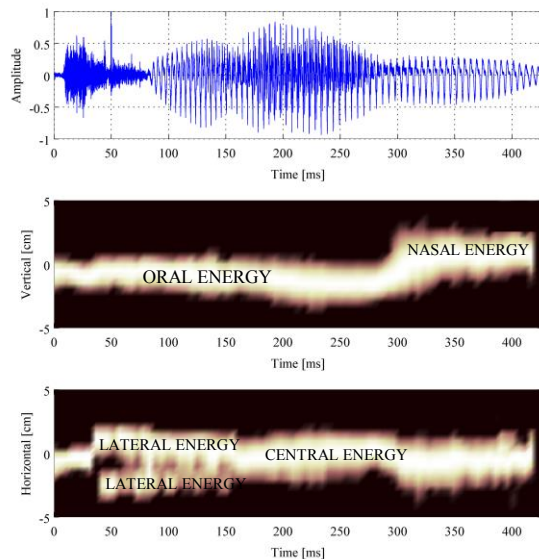 1
0.5
0
-0.5
-1
Amplitude
0 50 100 150 200 250 300 350 400
Time [ms]
5
0
-5
Vertical [cm]
ORAL ENERGY
NASAL ENERGY
0 50 100 150 200 250 300 350 400
Time [ms]
5
0
-5
Horizontal [cm]
LATERAL ENERGY
CENTRAL ENERGY
LATERAL ENERGY
0 50 100 150 200 250 300 350 400
Time [ms]